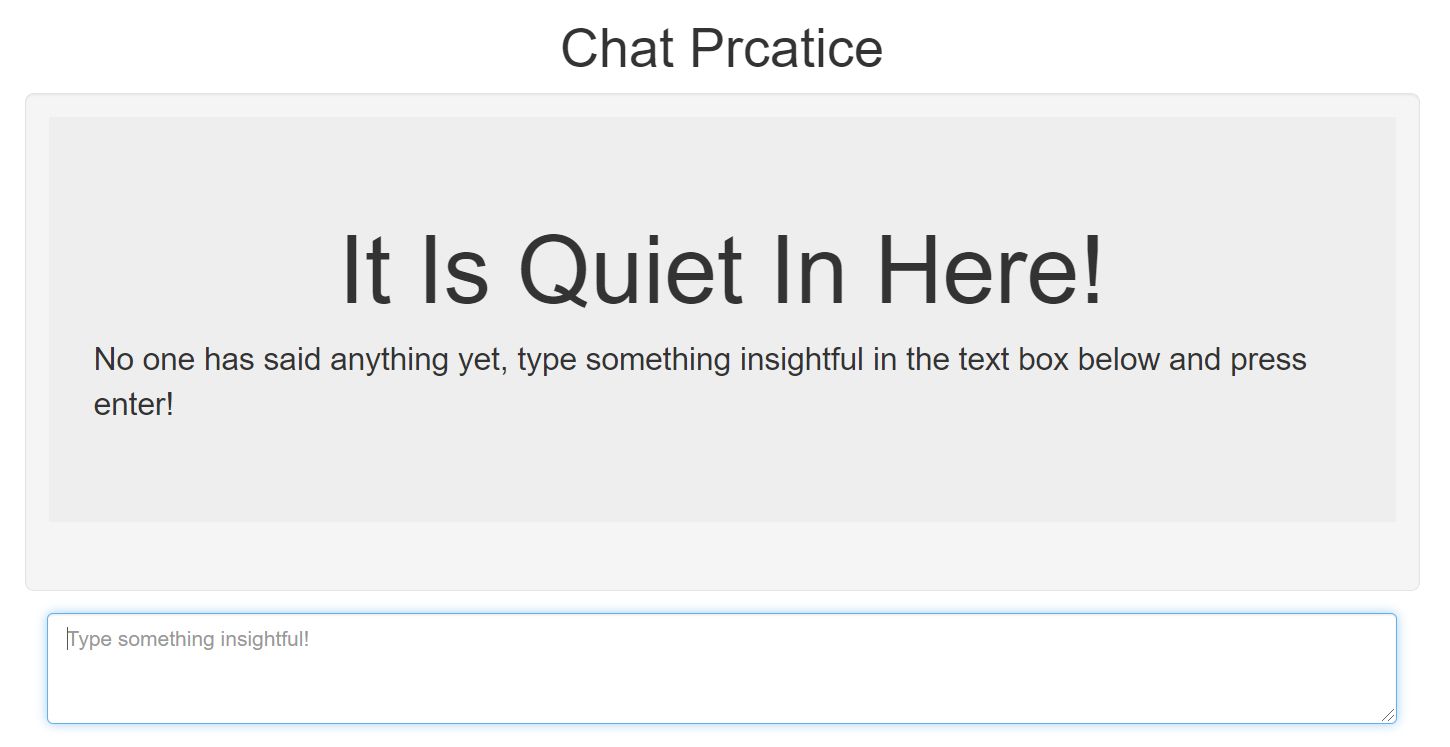 Chat Prcatice
It Is Quiet In Here!
No one has said anything yet, type something insightful in the text box below and press
enter!
Type something insightful!